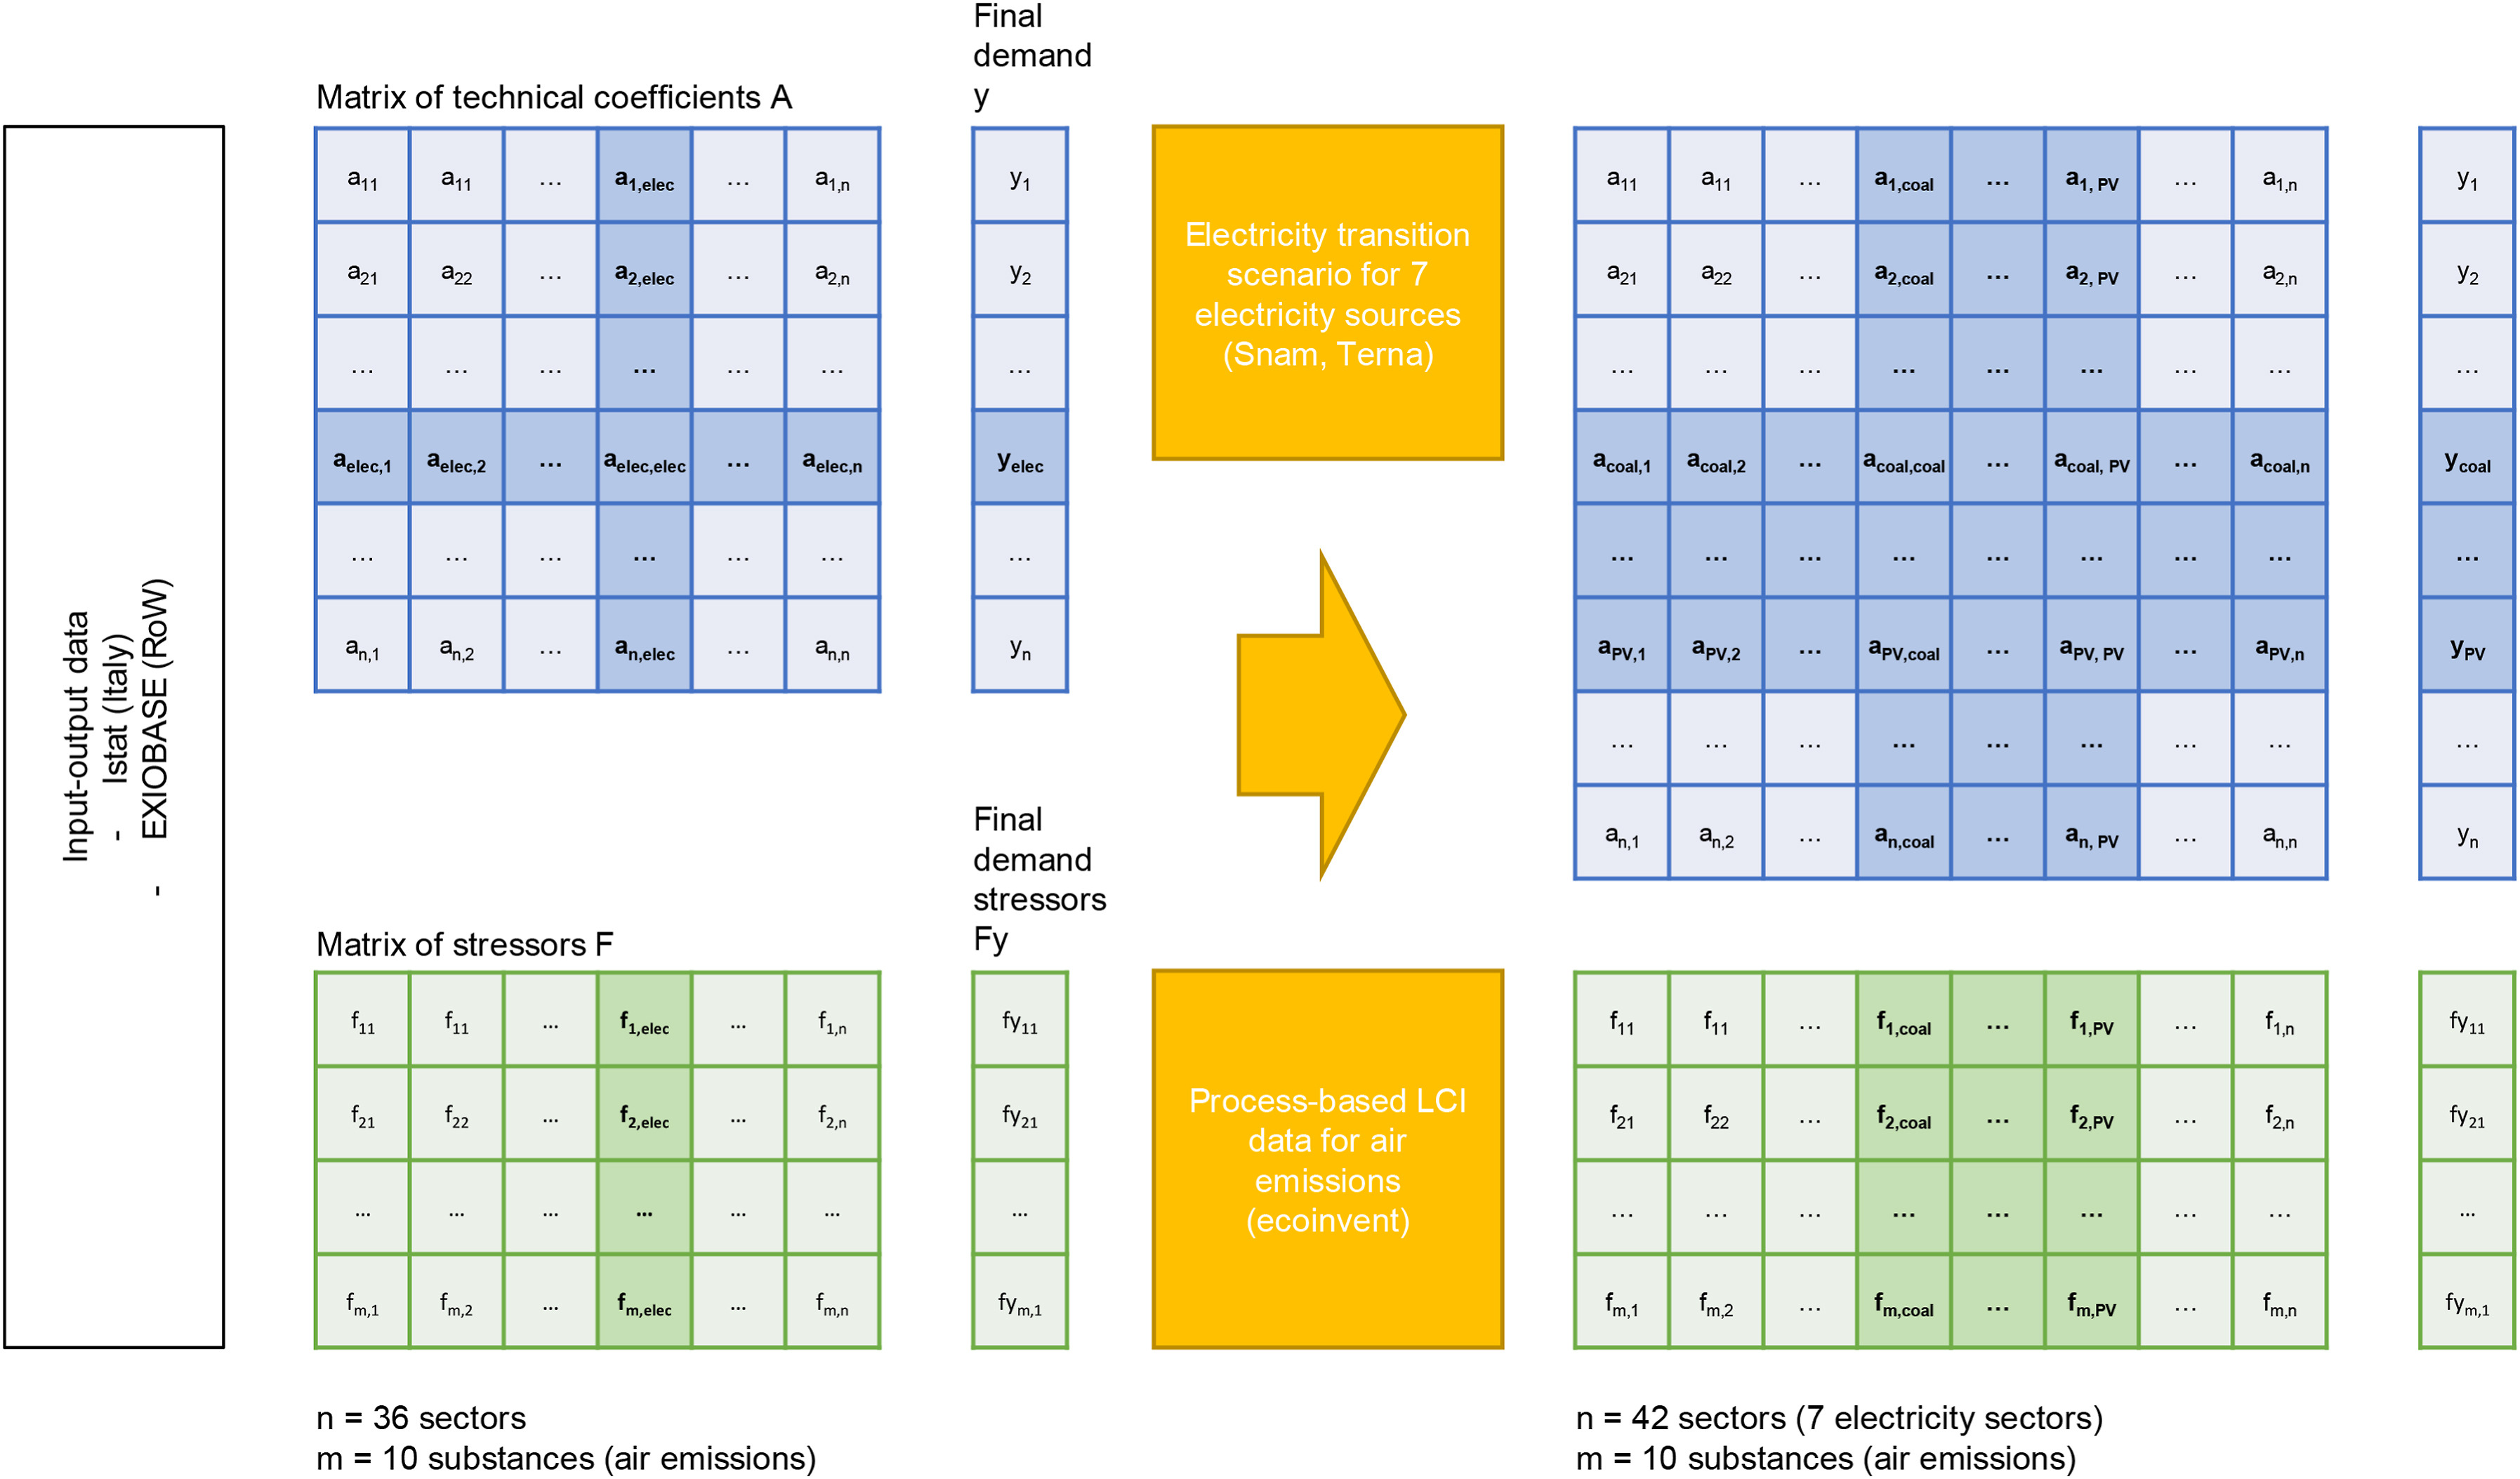 Final
demand
y
Matrix of technical coefficients A
a11 a11 ... a1,elec ... a1,n
y1
a21 a22 ... a2,elec ... a2,n
y2
... ... ... ... ... ...
...
aelec,1 aelec,2 ... aelec,elec ... aelec,n
yelec
... ... ... ... ... ...
...
an,1 an,2 ... an,elec ... an,n
yn
Input-output data
- Istat (Italy)
- EXIOBASE (RoW)
Electricity transition
scenario for 7
electricity sources
(Snam, Terna)
a11 a11 ... a1,coal ... a1, PV ... a1,n
y1
a21 a22 ... a2,coal ... a2, PV ... a2,n
y2
... ... ... ... ... ... ... ...
...
acoal,1 acoal,2 ... acoal,coal ... acoal, PV ... acoal,n
ycoal
... ... ... ... ... ... ... ...
...
aPV,1 aPV,2 ... aPV,coal ... aPV, PV ... aPV,n
yPV
... ... ... ... ... ... ... ...
...
an,1 an,2 ... an,coal ... an, PV ... an,n
yn
Final
demand
stressors
Fy
Matrix of stressors F
f11 f11 ... f1,elec ... f1,n
fy11
f21 f22 ... f2,elec ... f2,n
fy21
... ... ... ... ... ...
...
fm,1 fm,2 ... fm,elec ... fm,n
fym,1
Process-based LCI
data for air
emissions
(ecoinvent)
f11 f11 ... f1,coal ... f1,PV ... f1,n
fy11
f21 f22 ... f2,coal ... f2,PV ... f2,n
fy21
... ... ... ... ... ... ... ...
...
fm,1 fm,2 ... fm,coal ... fm,PV ... fm,n
fym,1
n = 36 sectors
m = 10 substances (air emissions)
n = 42 sectors (7 electricity sectors)
m = 10 substances (air emissions)